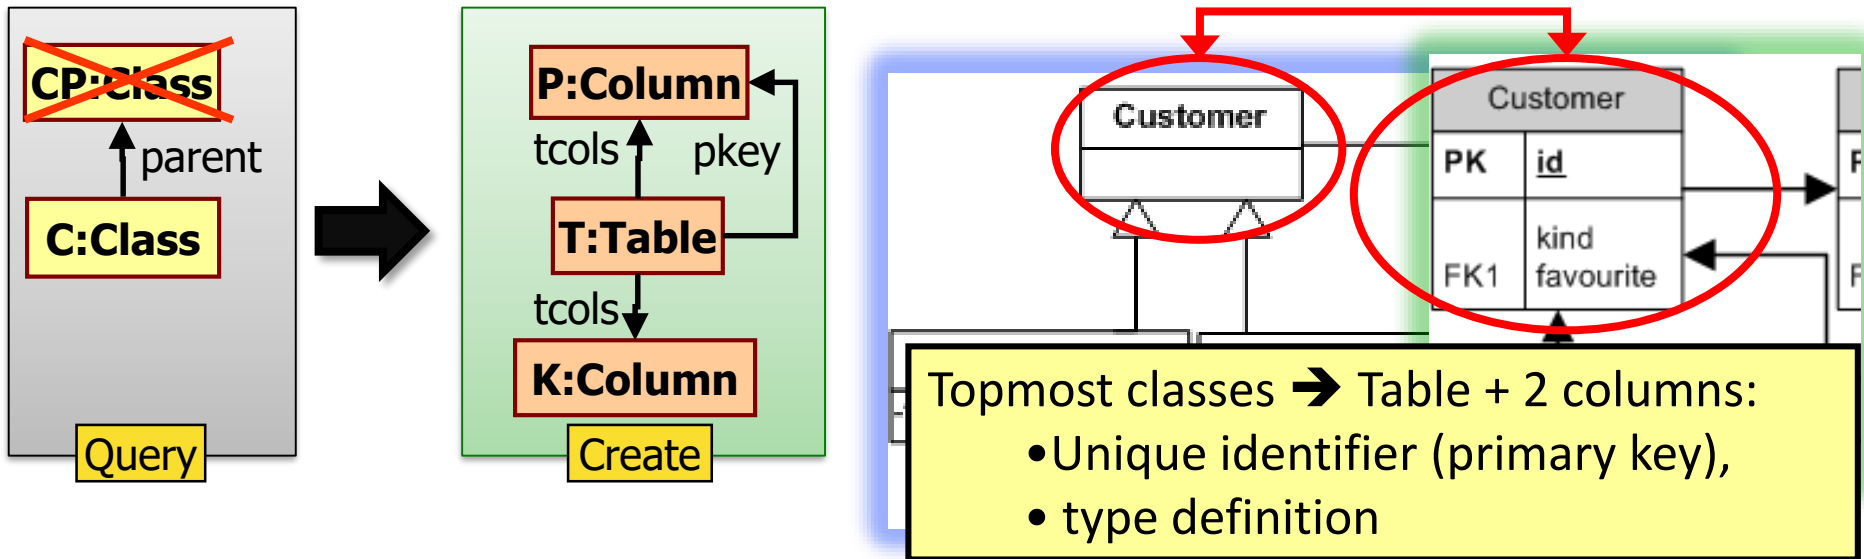 CP:Class
parent
C:Class
Query
P:Column
tcols
pkey
T:Table
tcols
K:Column
Create
Customer
Customer
PK id
kind
FK1 favourite
Topmost classes ➔ Table + 2 columns:
•Unique identifier (primary key),
• type definition